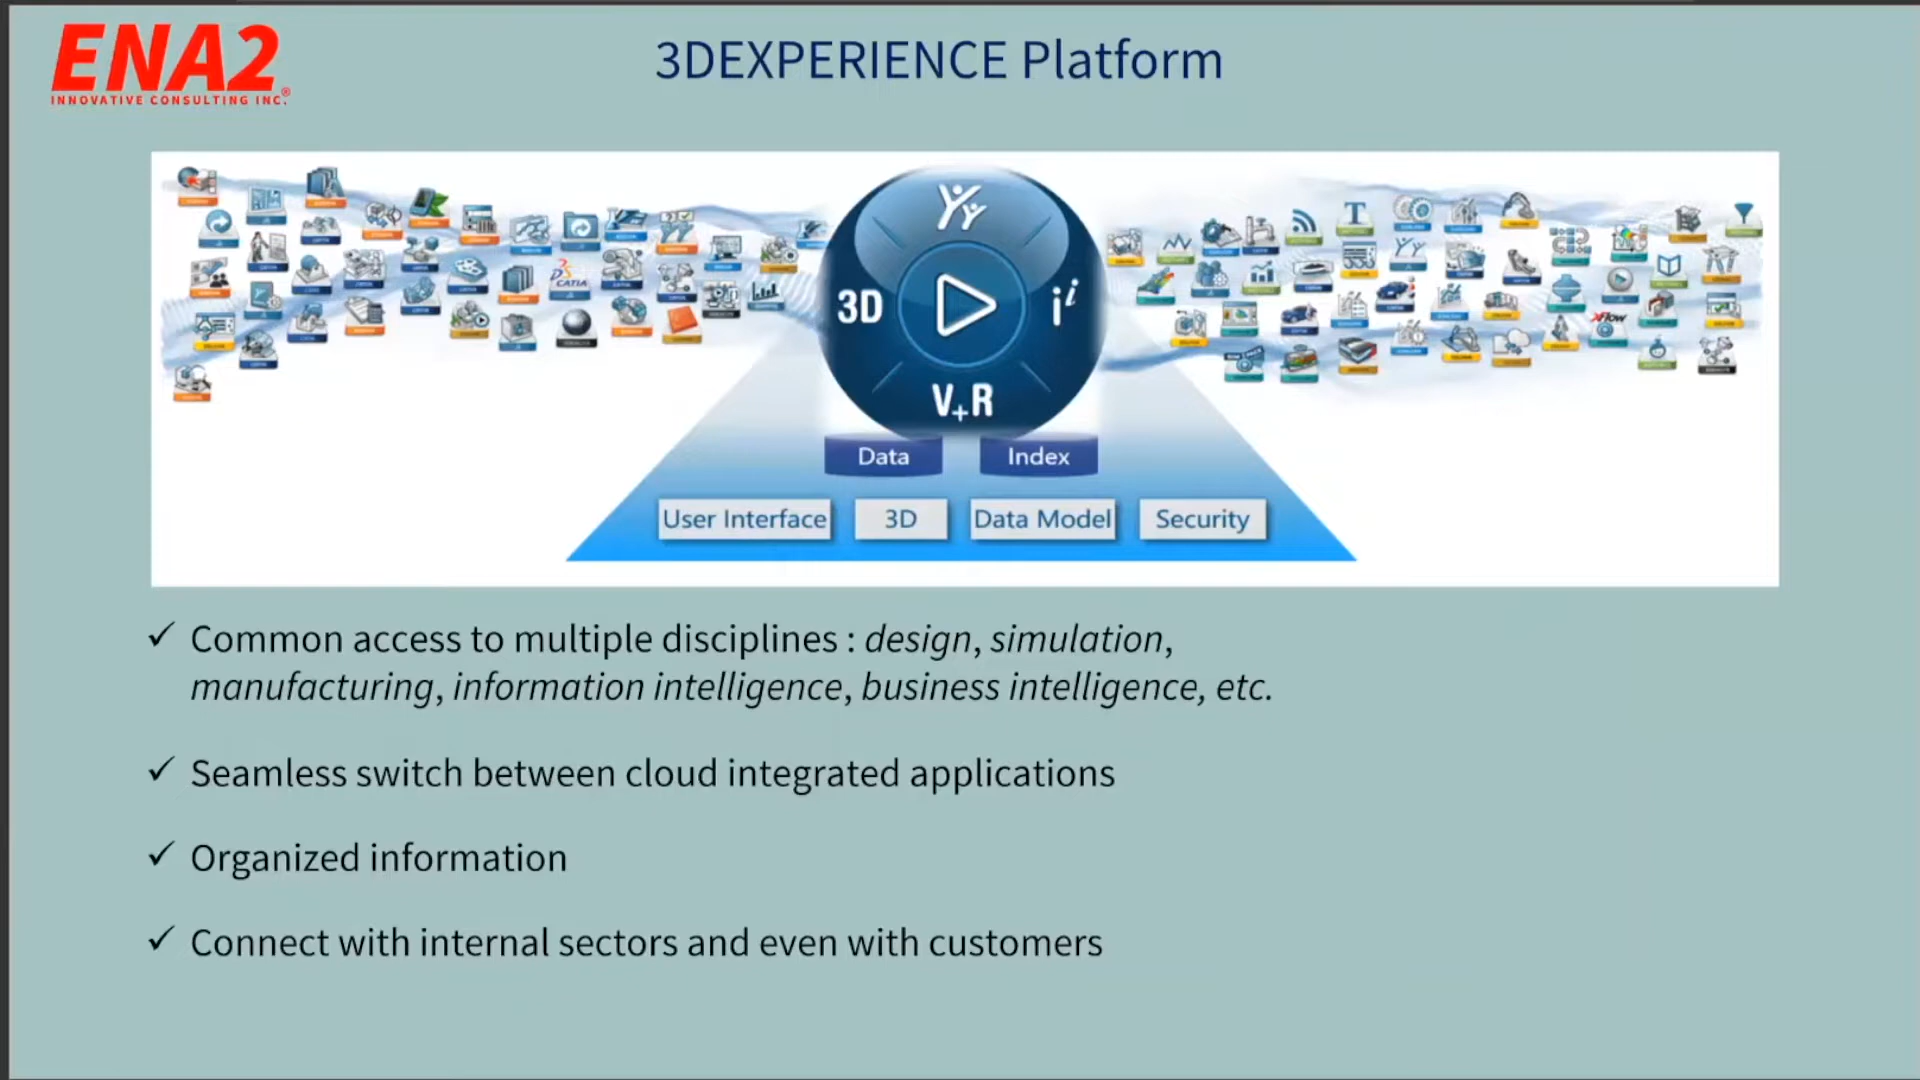 ENA2®
INNOVATIVE CONSULTING INC.
3DEXPERIENCE Platform
CATIA
T
XFlow
3D
i i
V+R
Data
Index
User Interface
3D
Data Model
Security
✓ Common access to multiple disciplines : design, simulation,
manufacturing, information intelligence, business intelligence, etc.
✓ Seamless switch between cloud integrated applications
✓ Organized information
✓ Connect with internal sectors and even with customers